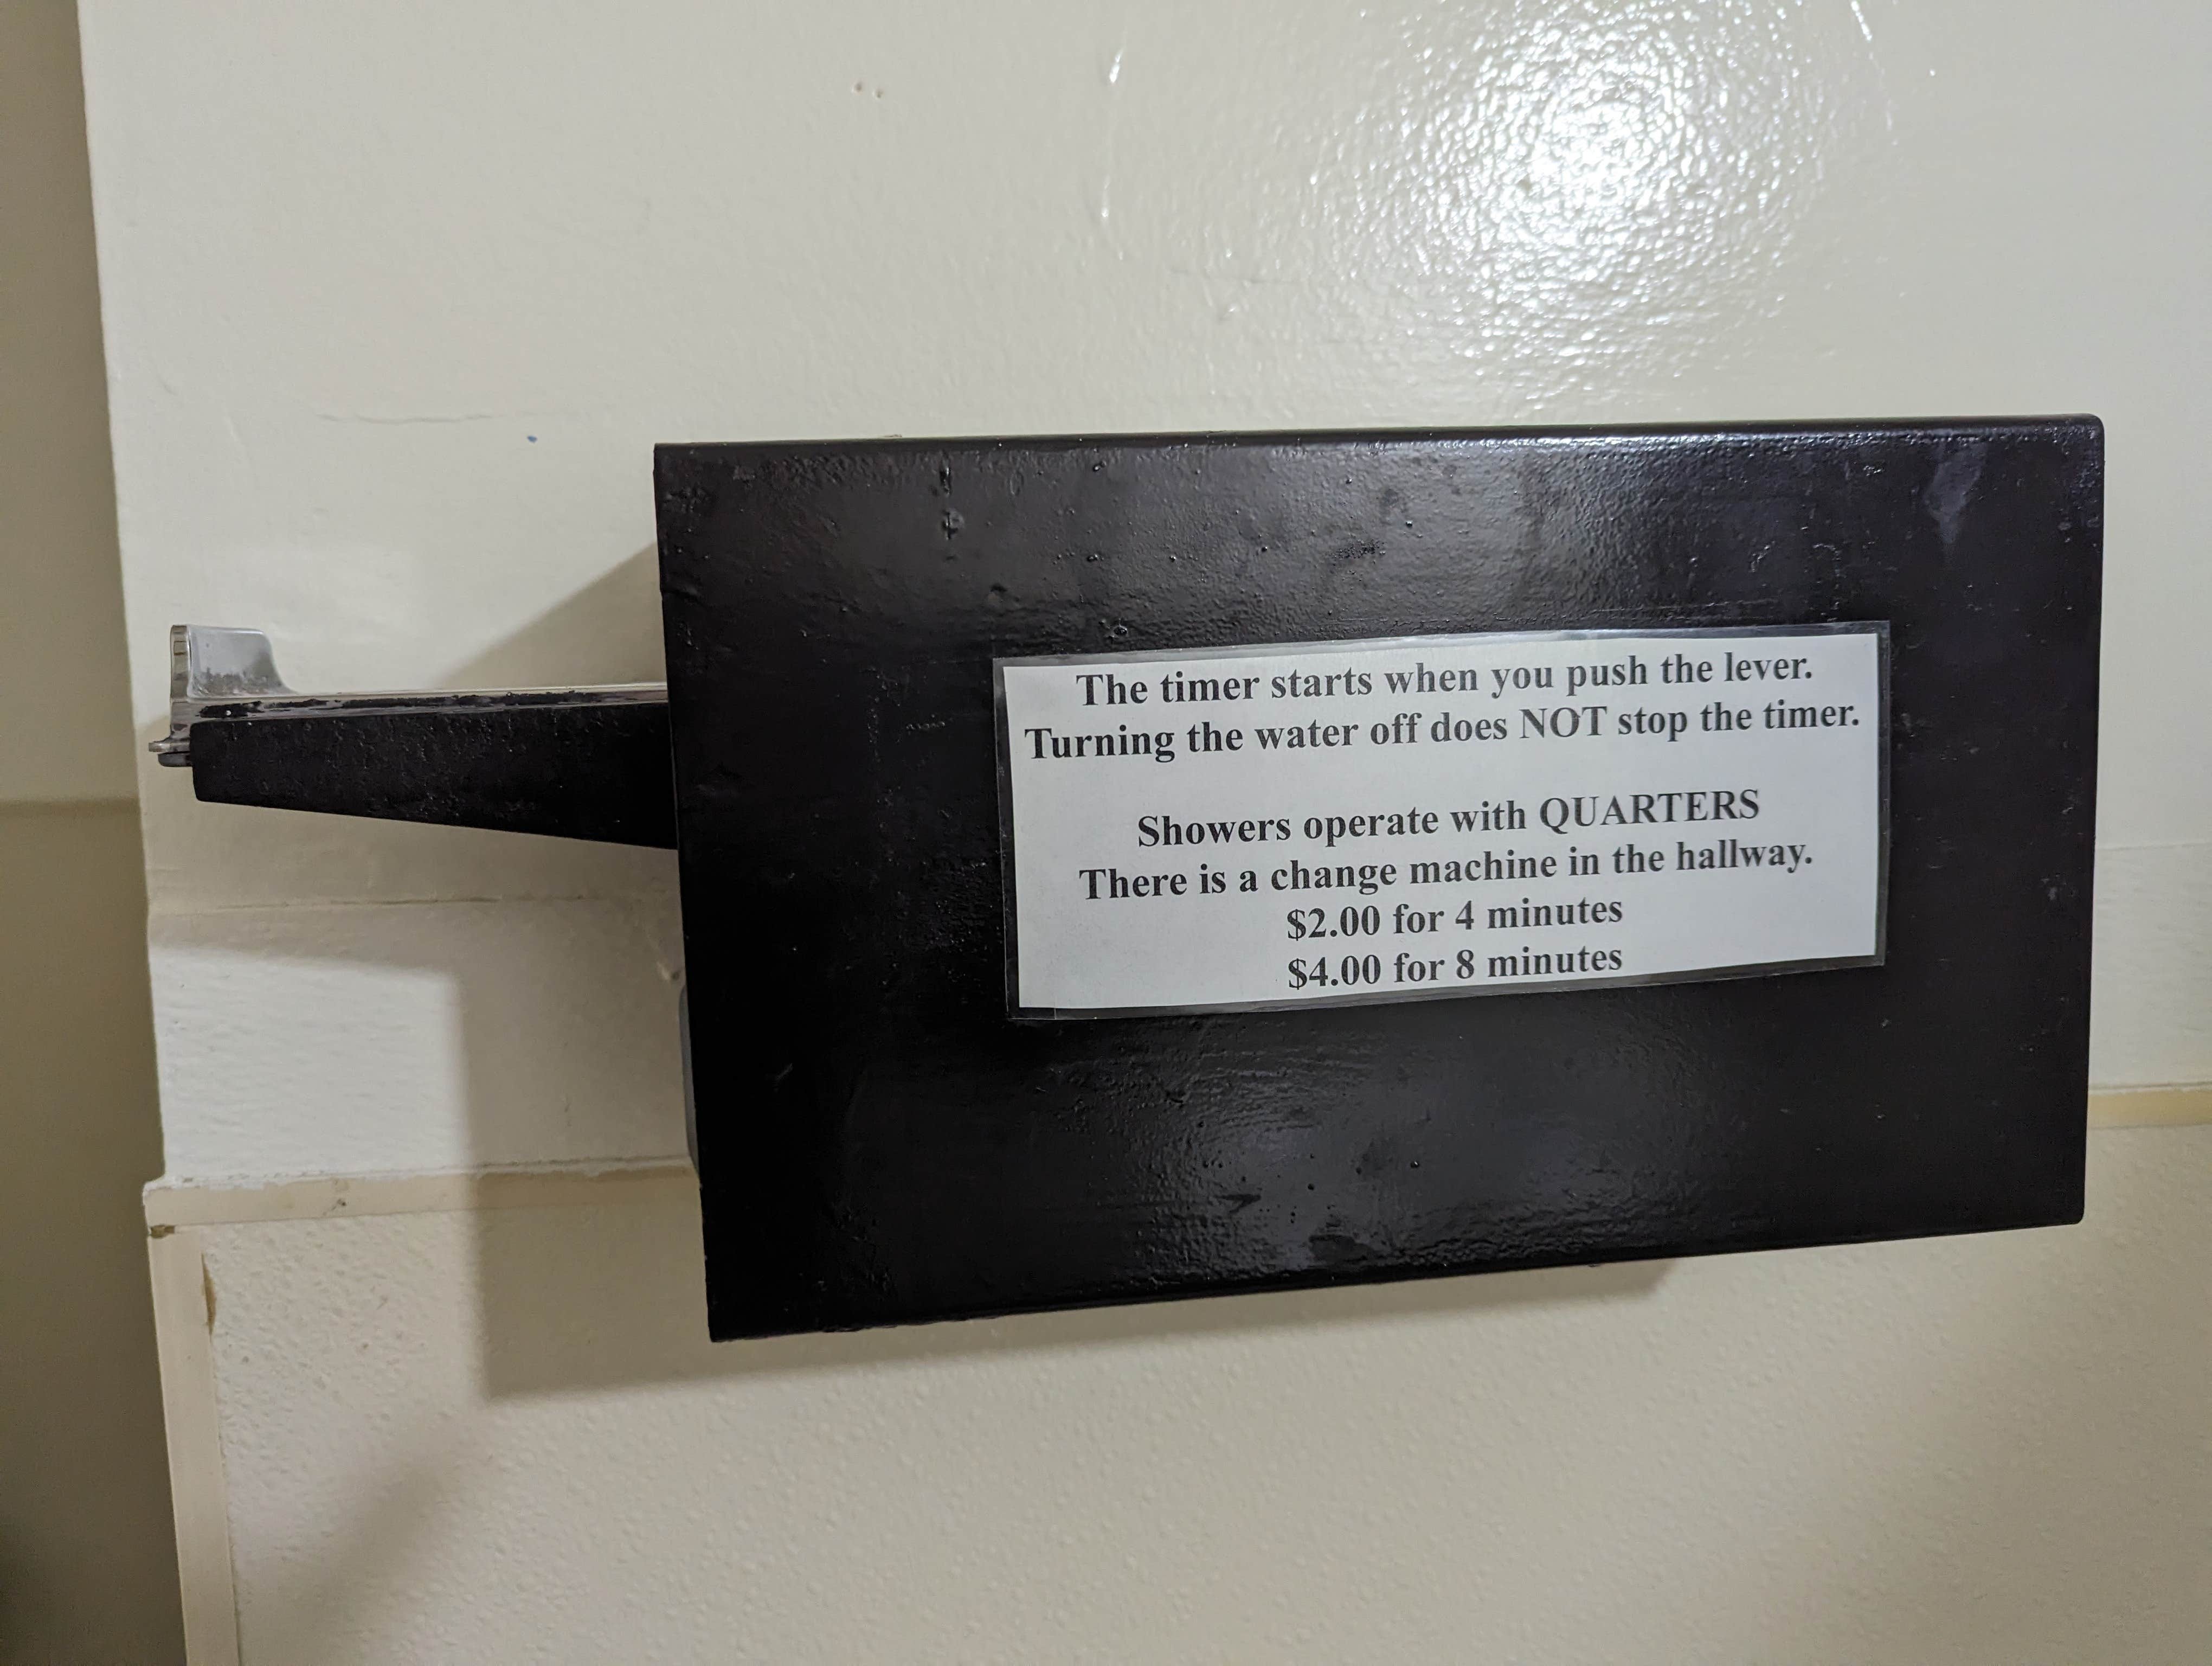 The timer starts when you push the lever.
Turning the water off does NOT stop the timer.
Showers operate with QUARTERS
There is a change machine in the hallway.
$2.00 for 4 minutes
$4.00 for 8 minutes